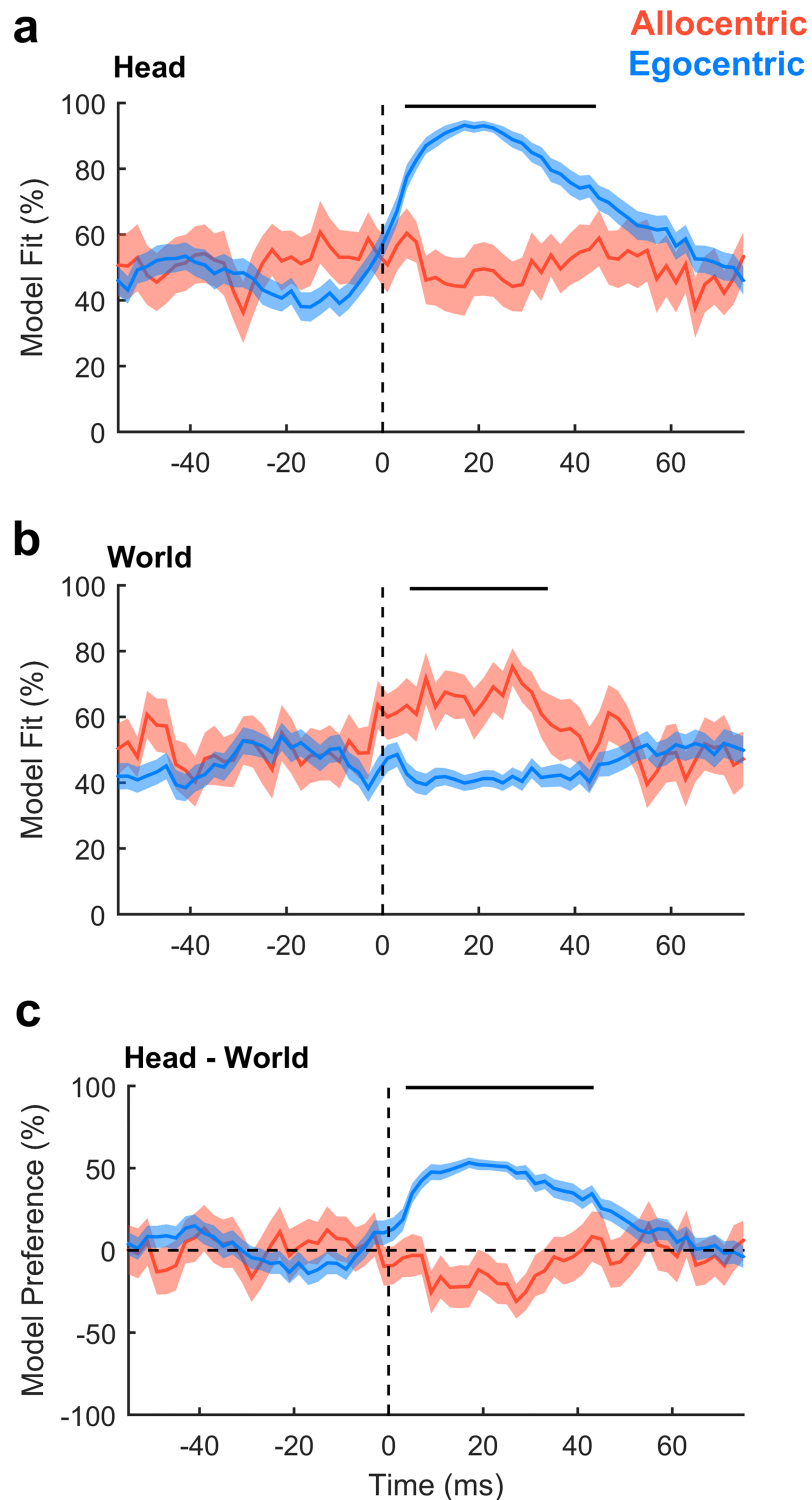 a
Allocentric
Egocentric
Head
Model Fit (%)
100
80
60
40
20
0
-40 -20 0 20 40 60
b
World
Model Fit (%)
100
80
60
40
20
0
-40 -20 0 20 40 60
c
Head - World
Model Preference (%)
100
50
0
-50
-100
-40 -20 0 20 40 60
Time (ms)